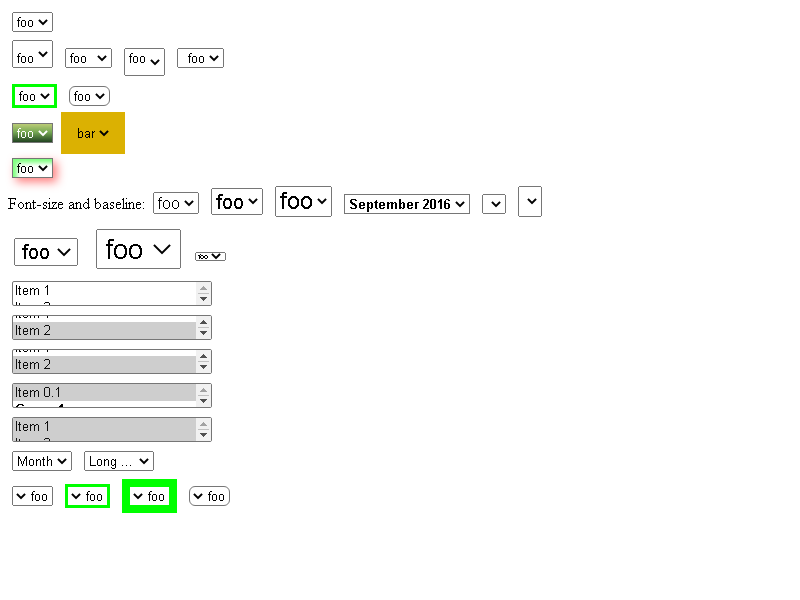 foo
foo foo foo foo
foo foo
foo bar
foo
Font-size and baseline: foo foo foo September 2016
foo foo foo
Item 1
Item 2
Item 2
Item 0.1
Item 1
Month Long ...
foo foo foo foo